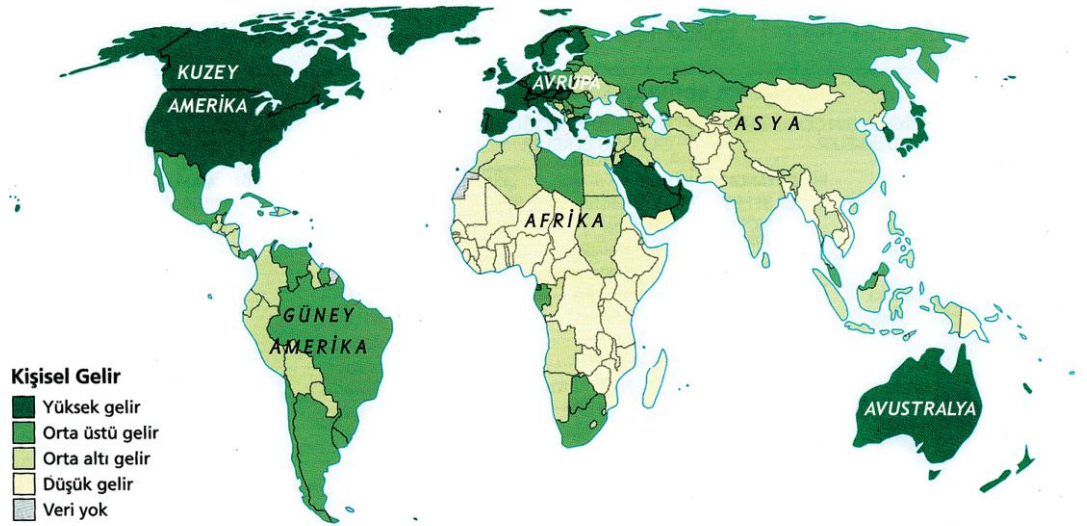 KUZEY
AMERİKA
AVRUPA
ASYA
AFRİKA
GÜNEY
AMERİKA
AVUSTRALYA
Kişisel Gelir
Yüksek gelir
Orta üstü gelir
Orta altı gelir
Düşük gelir
Veri yok